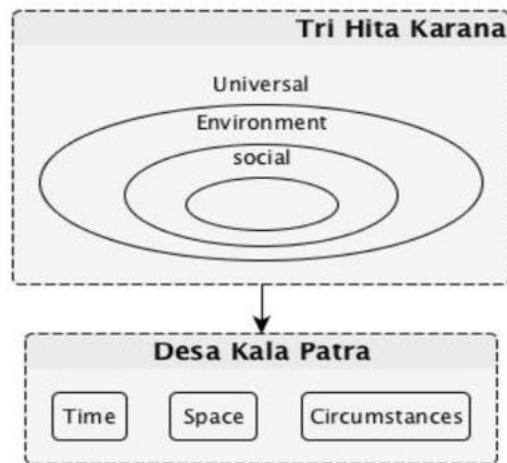 Tri Hita Karana
Universal
Environment
social
Desa Kala Patra
Time Space Circumstances